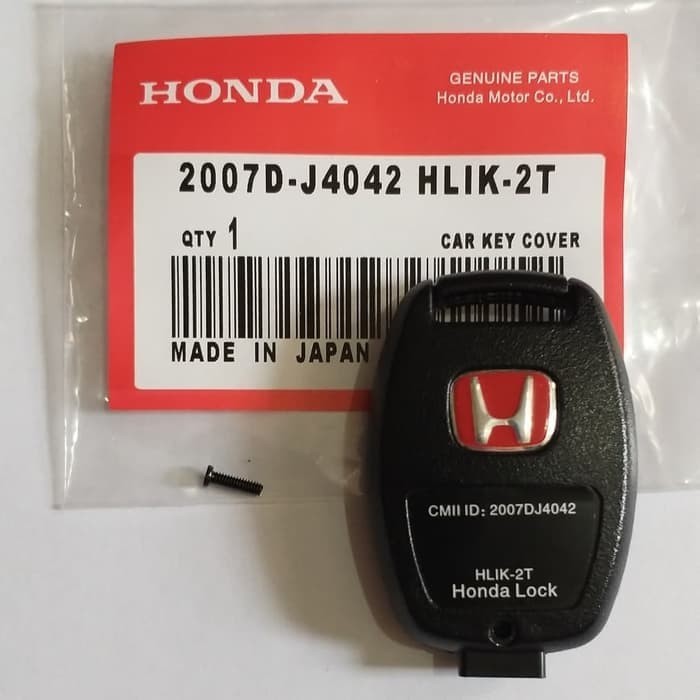 HONDA
GENUINE PARTS
Honda Motor Co., Ltd.
2007D-J4042 HLIK-2T
QTY 1
CAR KEY COVER
MADE IN JAPAN
CMII ID: 2007DJ4042
HLIK-2T
Honda Lock